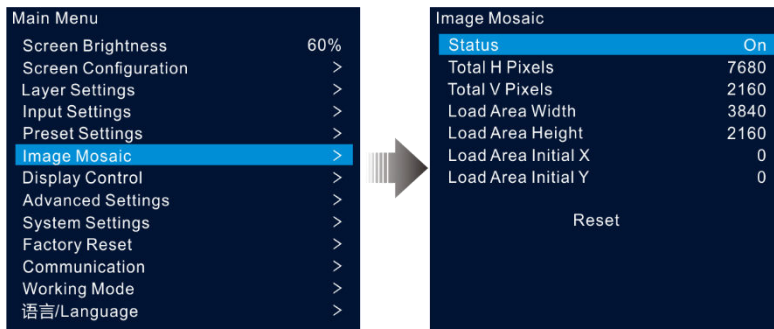 Main Menu
Screen Brightness 60%
Screen Configuration >
Layer Settings >
Input Settings >
Preset Settings >
Image Mosaic >
Display Control >
Advanced Settings >
System Settings >
Factory Reset >
Communication >
Working Mode >
语言/Language >
Image Mosaic
Status On
Total H Pixels 7680
Total V Pixels 2160
Load Area Width 3840
Load Area Height 2160
Load Area Initial X 0
Load Area Initial Y 0
Reset